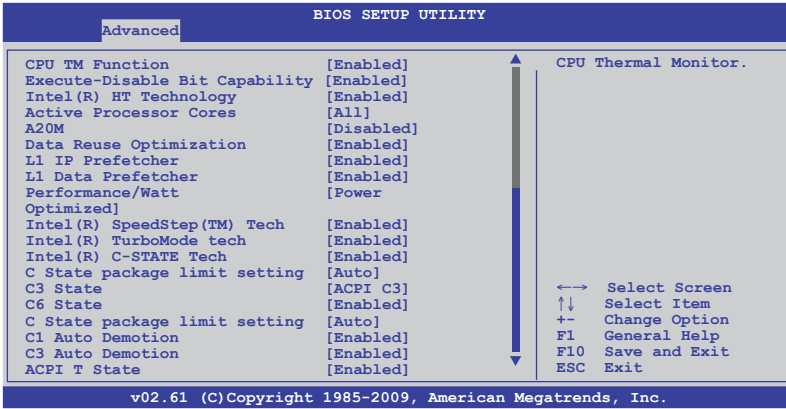 BIOS SETUP UTILITY
Advanced
CPU TM Function [Enabled]
Execute-Disable Bit Capability [Enabled]
Intel(R) HT Technology [Enabled]
Active Processor Cores [All]
A20M [Disabled]
Data Reuse Optimization [Enabled]
L1 IP Prefetcher [Enabled]
L1 Data Prefetcher [Enabled]
Performance/Watt [Power
Optimized]
Intel(R) SpeedStep(TM) Tech [Enabled]
Intel(R) TurboMode tech [Enabled]
Intel(R) C-STATE Tech [Enabled]
C State package limit setting [Auto]
C3 State [ACPI C3]
C6 State [Enabled]
C State package limit setting [Auto]
C1 Auto Demotion [Enabled]
C3 Auto Demotion [Enabled]
ACPI T State [Enabled]
CPU Thermal Monitor.
←→ Select Screen
↑↓ Select Item
+- Change Option
F1 General Help
F10 Save and Exit
ESC Exit
v02.61 (C)Copyright 1985-2009, American Megatrends, Inc.